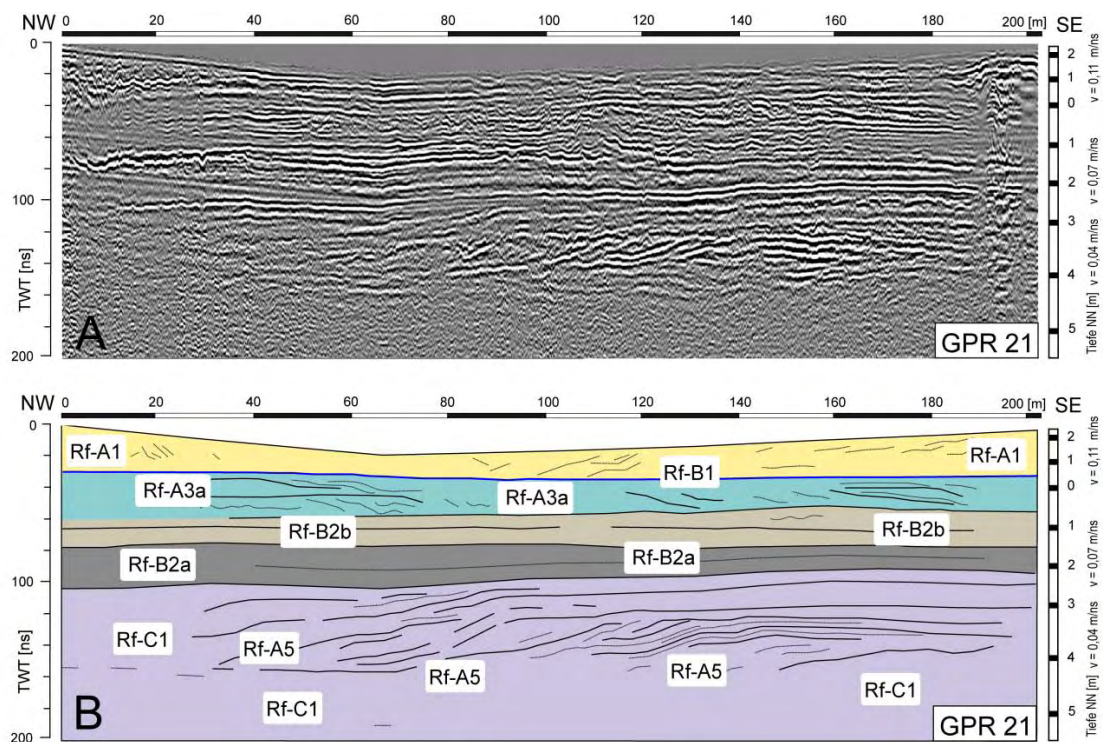 NW 0 20 40 60 80 100 120 140 160 180 200 [m] SE
0
100
200
TWT [ns]
2
1
0
1
2
3
4
5
Tiefe NN [m] v = 0,04 m/ns v = 0,07 m/ns v = 0,11 m/ns
A
GPR 21
NW 0 20 40 60 80 100 120 140 160 180 200 [m] SE
0
100
200
TWT [ns]
Rf-A1 Rf-B1 Rf-A1
Rf-A3a Rf-A3a
Rf-B2b Rf-B2b
Rf-B2a Rf-B2a
Rf-C1 Rf-A5 Rf-A5 Rf-A5 Rf-C1
Rf-C1
2
1
0
1
2
3
4
5
Tiefe NN [m] v = 0,04 m/ns v = 0,07 m/ns v = 0,11 m/ns
B
GPR 21